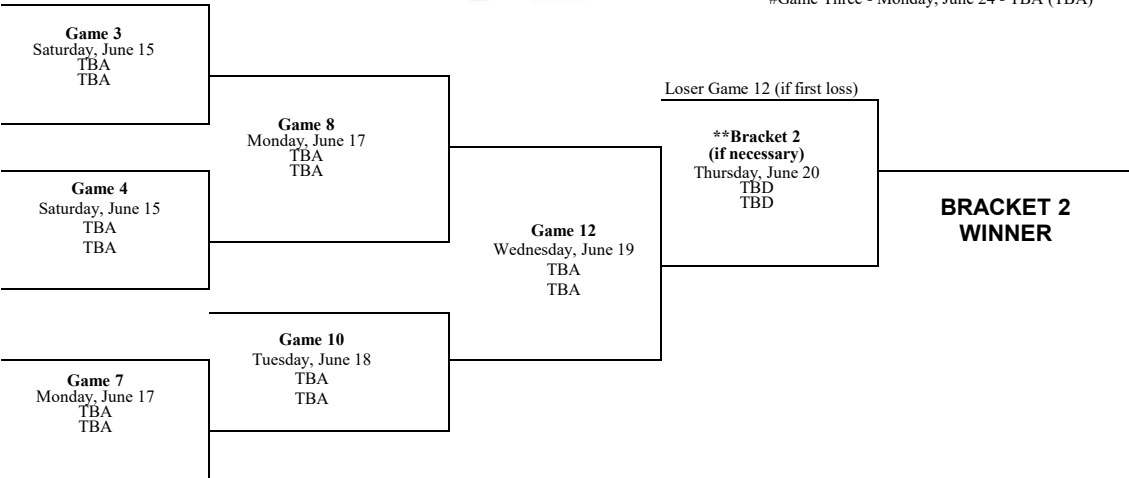 #Game Three - Monday, June 24 - TBA (TBA)
Game 3
Saturday, June 15
TBA
TBA
Game 8
Monday, June 17
TBA
TBA
Loser Game 12 (if first loss)
**Bracket 2
(if necessary)
Thursday, June 20
TBD
TBD
Game 4
Saturday, June 15
TBA
TBA
BRACKET 2
WINNER
Game 12
Wednesday, June 19
TBA
TBA
Game 10
Tuesday, June 18
TBA
TBA
Game 7
Monday, June 17
TBA
TBA